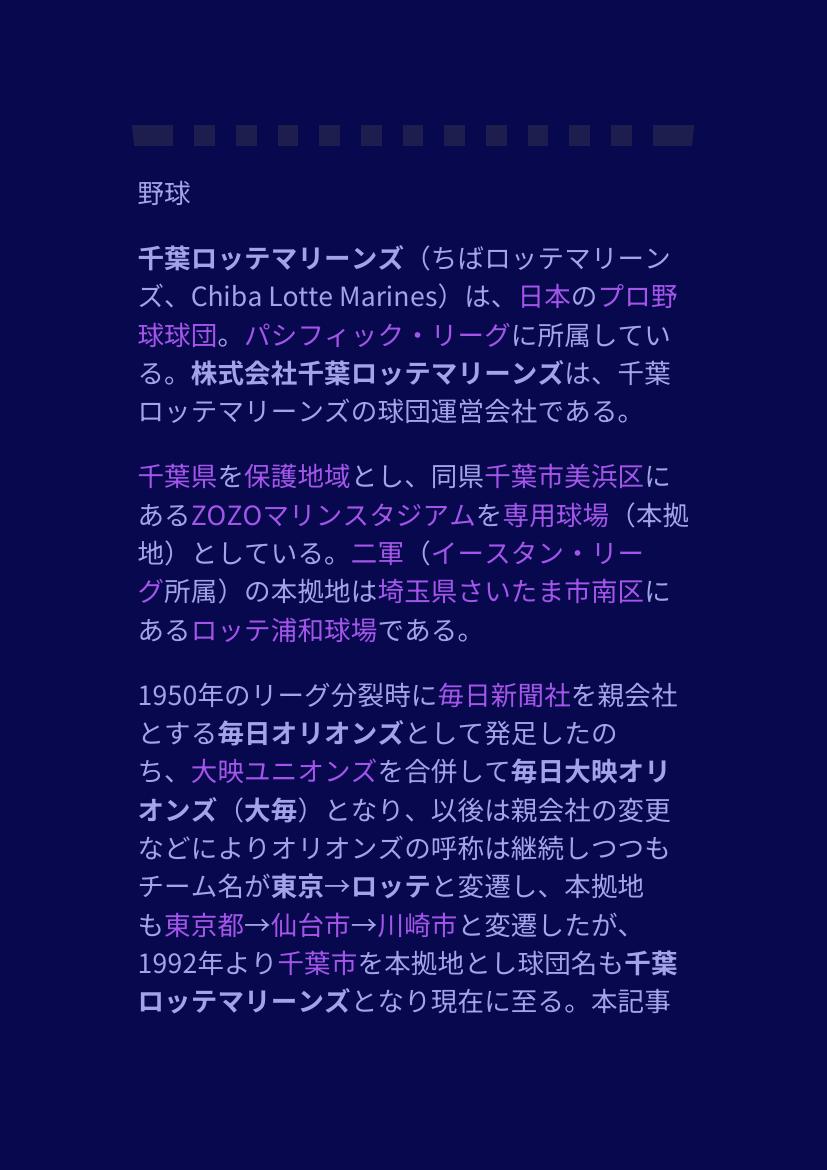 野球
千葉ロッテマリーンズ（ちばロッテマリーン
ズ、Chiba Lotte Marines）は、日本のプロ野
球球団。パシフィック・リーグに所属してい
る。株式会社千葉ロッテマリーンズは、千葉
ロッテマリーンズの球団運営会社である。
千葉県を保護地域とし、同県千葉市美浜区に
あるZOZOマリンスタジアムを専用球場（本拠
地）としている。二軍（イースタン・リー
グ所属）の本拠地は埼玉県さいたま市南区に
あるロッテ浦和球場である。
1950年のリーグ分裂時に毎日新聞社を親会社
とする毎日オリオンズとして発足したの
ち、大映ユニオンズを合併して毎日大映オリ
オンズ（大毎）となり、以後は親会社の変更
などによりオリオンズの呼称は継続しつつも
チーム名が東京→ロッテと変遷し、本拠地
も東京都→仙台市→川崎市と変遷したが、
1992年より千葉市を本拠地とし球団名も千葉
ロッテマリーンズとなり現在に至る。本記事